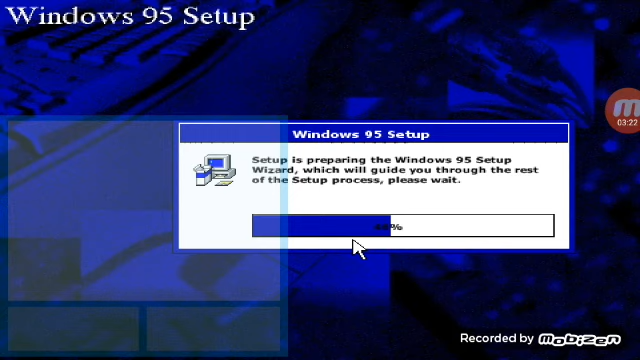 Windows 95 Setup
Windows 95 Setup
Setup is preparing the Windows 95 Setup
Wizard, which will guide you through the rest
of the Setup process, please wait.
03:22
Recorded by mobizen